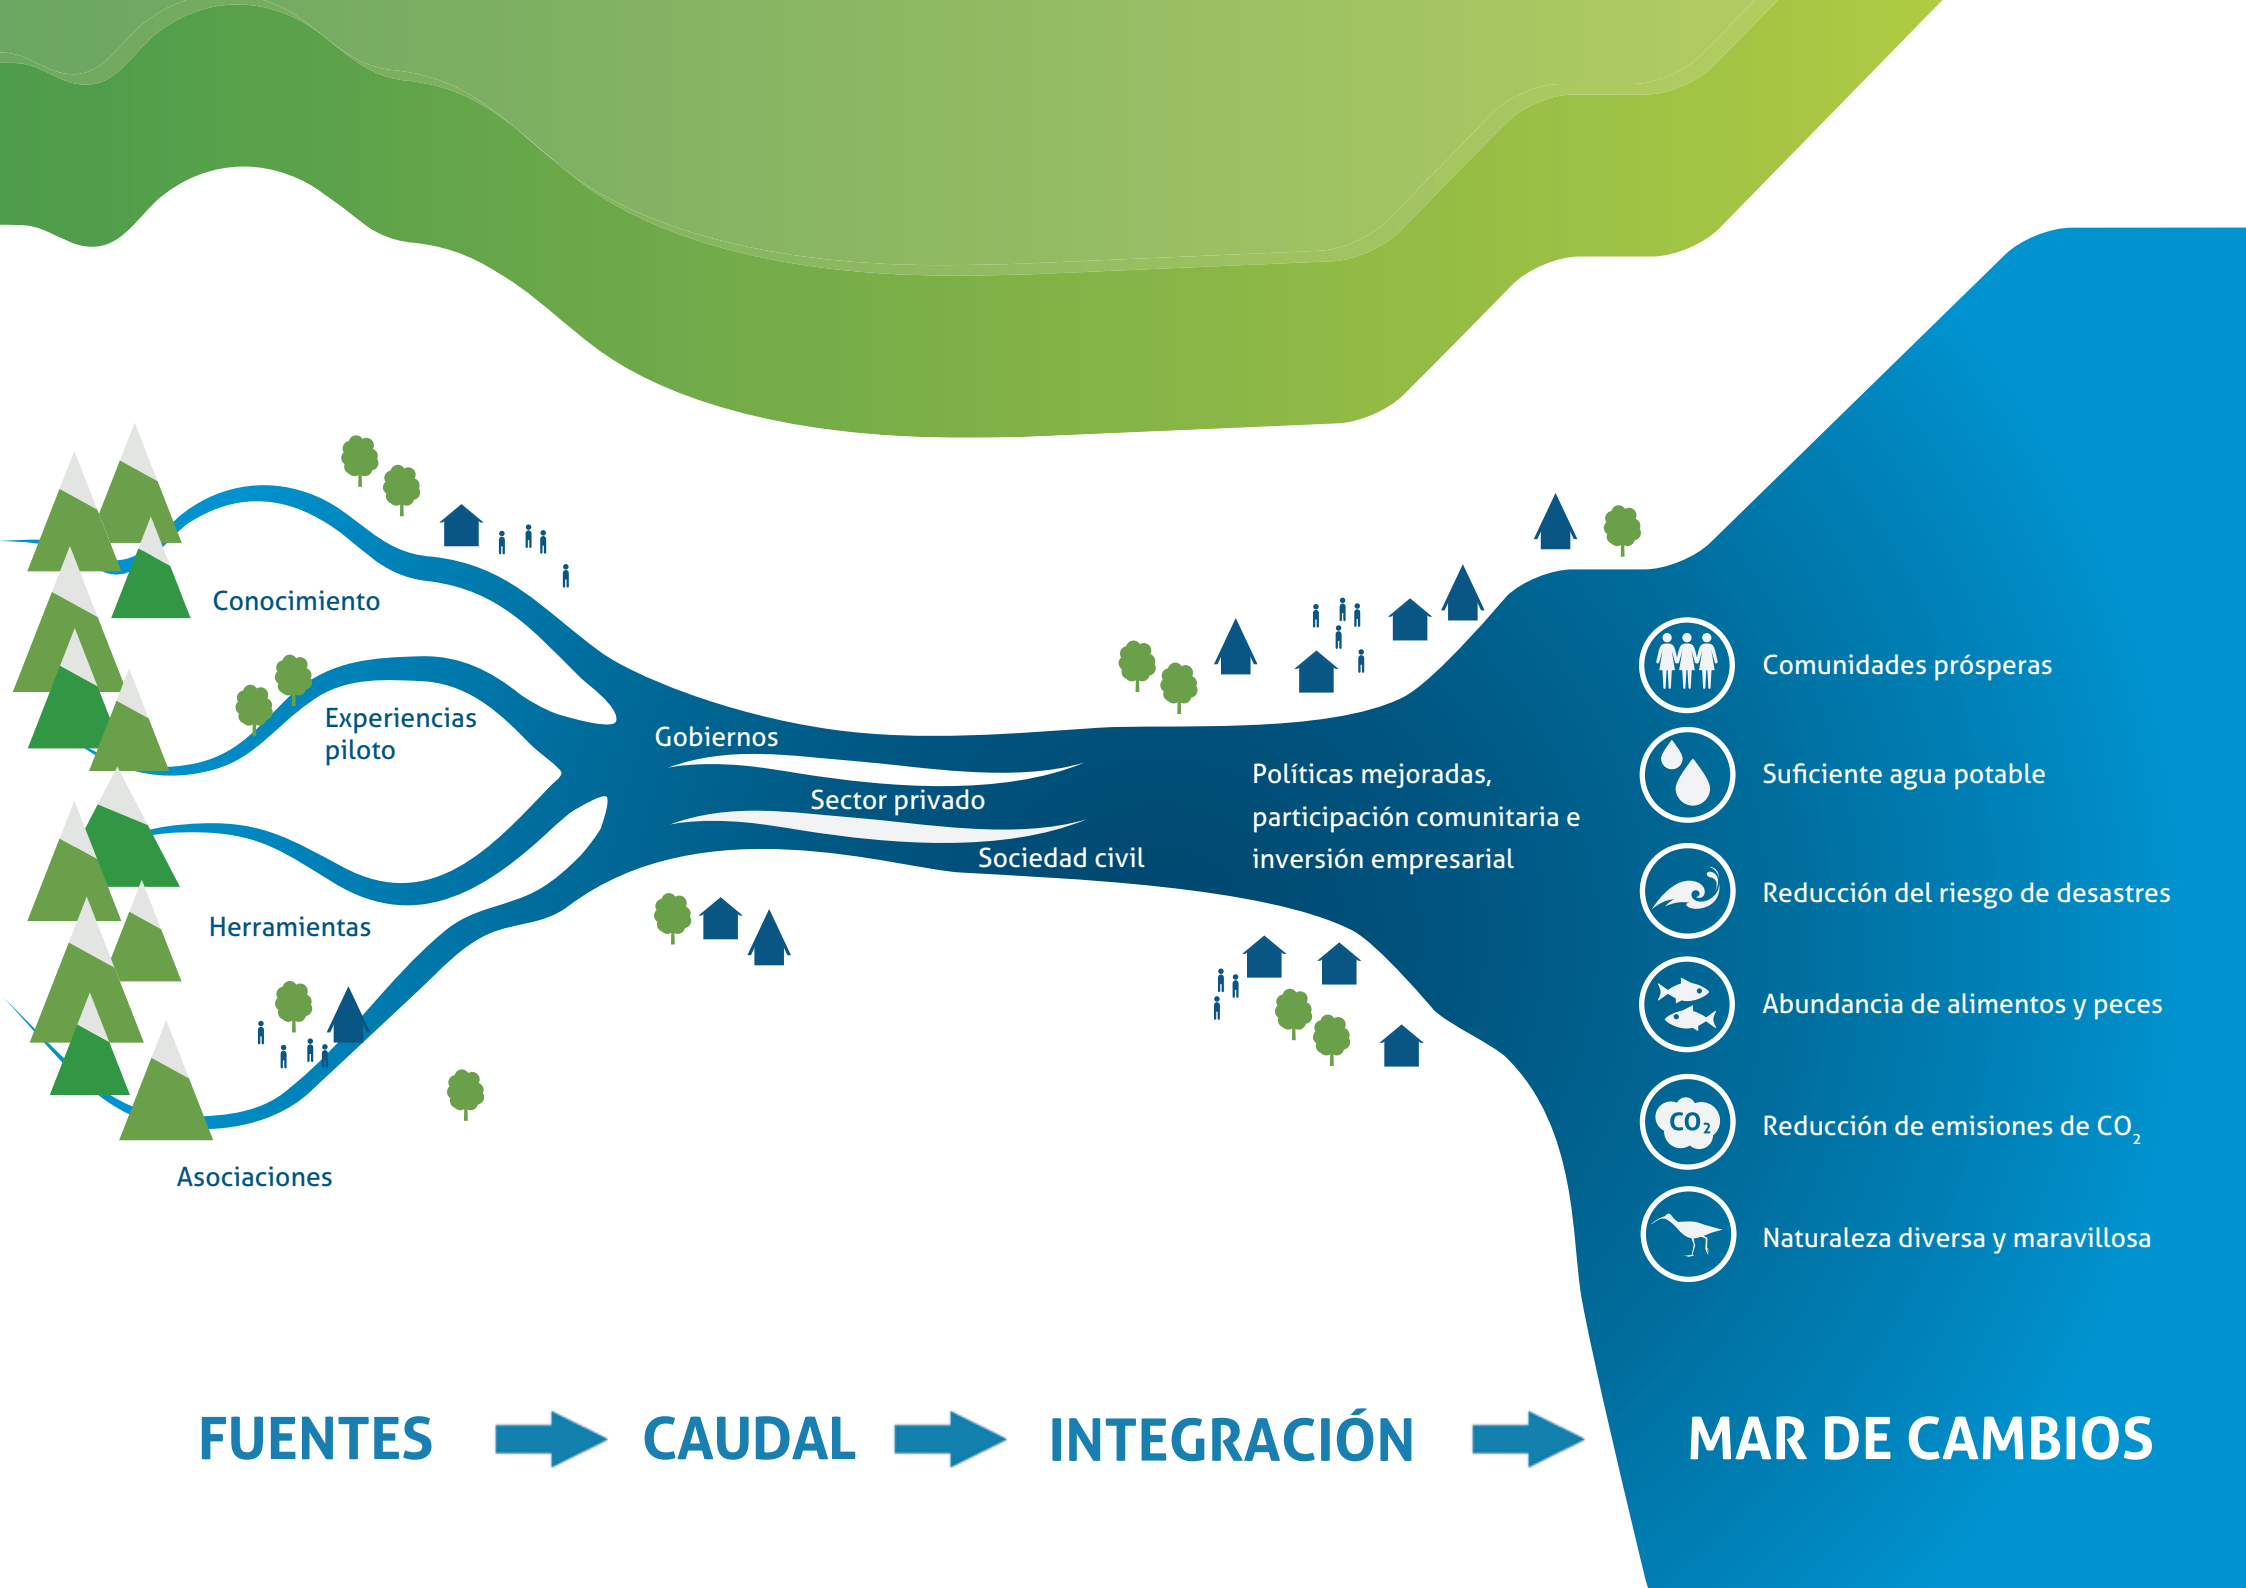 Conocimiento
Experiencias
piloto
Herramientas
Asociaciones
Gobiernos
Sector privado
Sociedad civil
Políticas mejoradas,
participación comunitaria e
inversión empresarial
Comunidades prósperas
Suficiente agua potable
Reducción del riesgo de desastres
Abundancia de alimentos y peces
CO₂
Reducción de emisiones de CO₂
Naturaleza diversa y maravillosa
FUENTES
CAUDAL
INTEGRACIÓN
MAR DE CAMBIOS